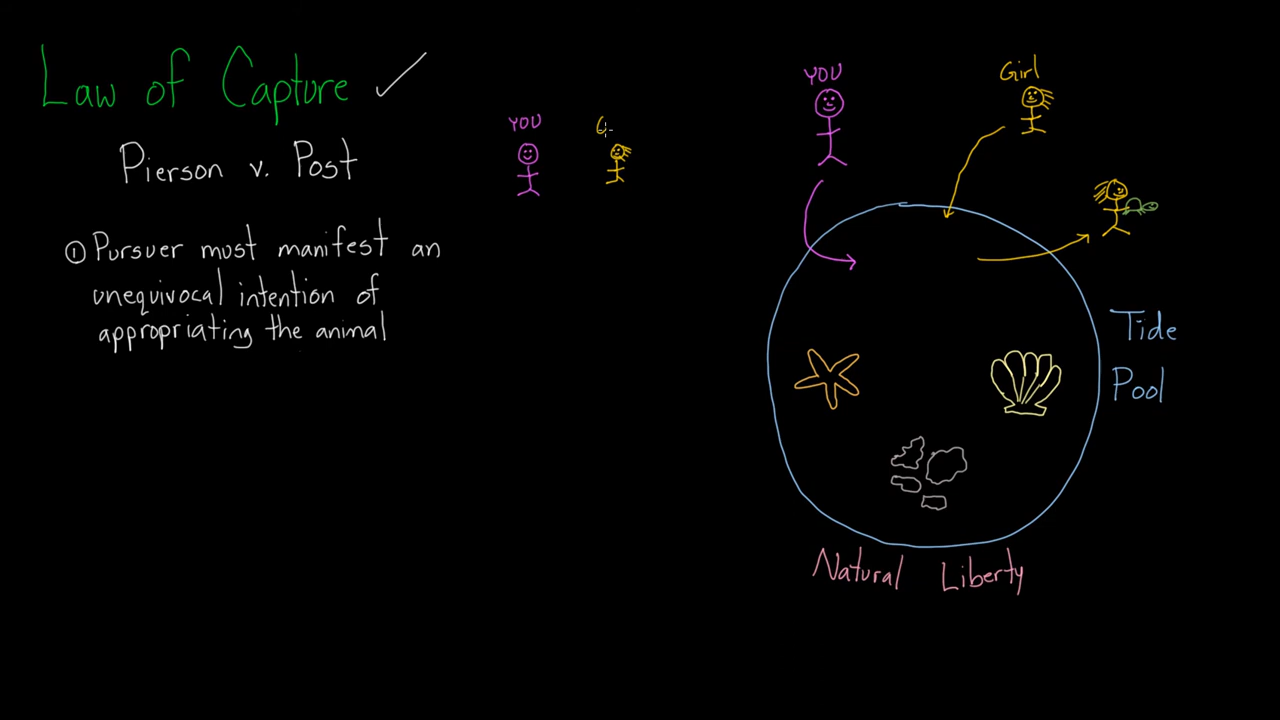 Law of Capture
Pierson v. Post
① Pursuer must manifest an
unequivocal intention of
appropriating the animal
YOU
G
YOU
Girl
Tide
Pool
Natural Liberty